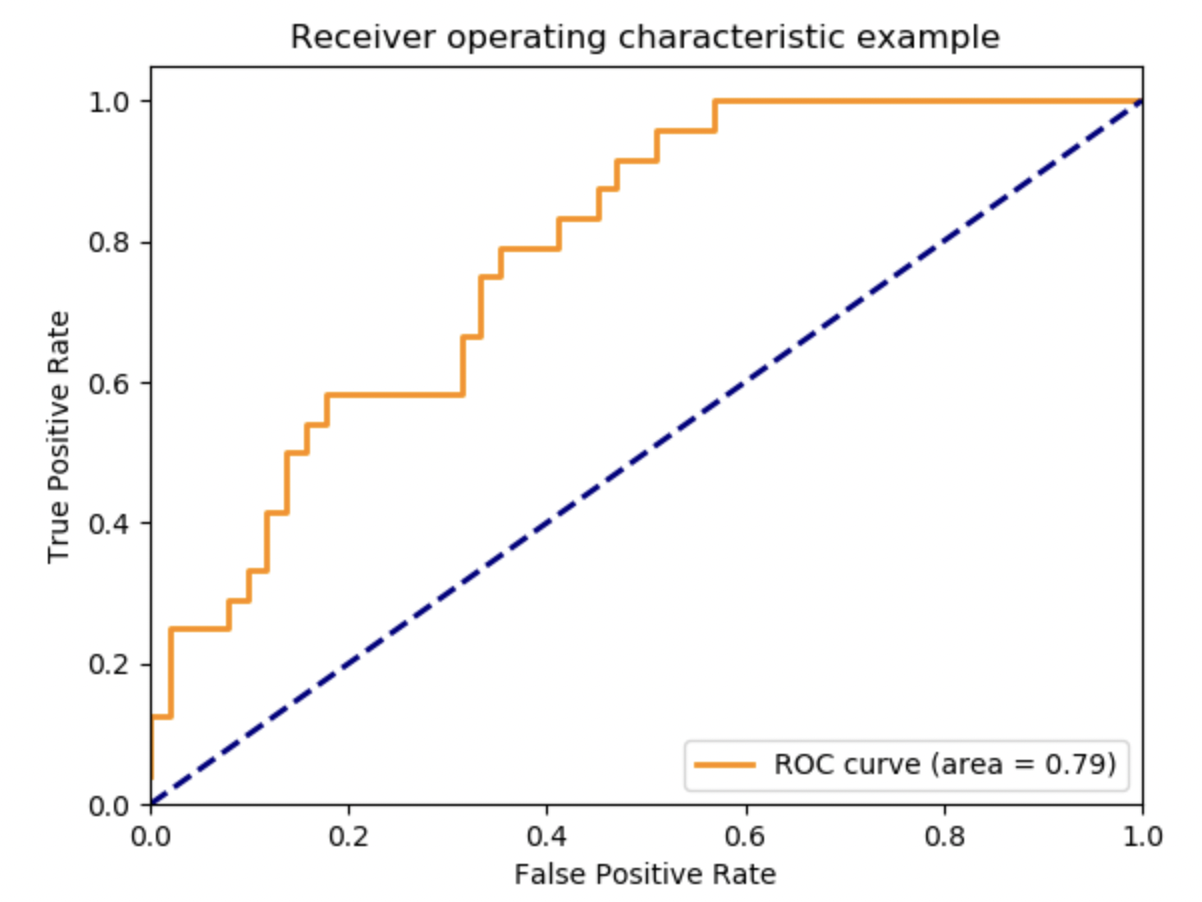 Receiver operating characteristic example
1.0
0.8
0.6
0.4
0.2
0.0
True Positive Rate
ROC curve (area = 0.79)
0.0 0.2 0.4 0.6 0.8 1.0
False Positive Rate